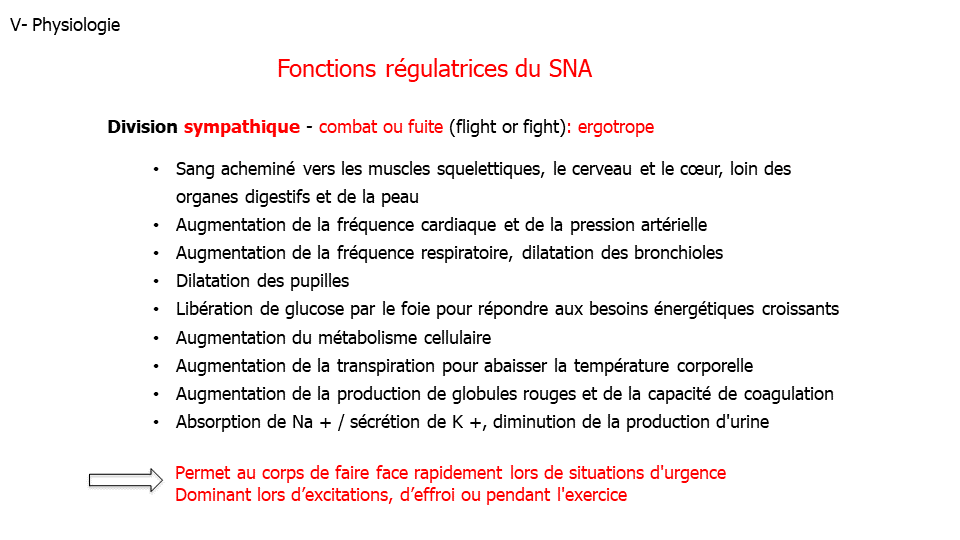 V- Physiologie
Fonctions régulatrices du SNA
Division sympathique - combat ou fuite (flight or fight): ergotrope
• Sang acheminé vers les muscles squelettiques, le cerveau et le cœur, loin des
organes digestifs et de la peau
• Augmentation de la fréquence cardiaque et de la pression artérielle
• Augmentation de la fréquence respiratoire, dilatation des bronchioles
• Dilatation des pupilles
• Libération de glucose par le foie pour répondre aux besoins énergétiques croissants
• Augmentation du métabolisme cellulaire
• Augmentation de la transpiration pour abaisser la température corporelle
• Augmentation de la production de globules rouges et de la capacité de coagulation
• Absorption de Na + / sécrétion de K +, diminution de la production d'urine
Permet au corps de faire face rapidement lors de situations d'urgence
Dominant lors d’excitations, d’effroi ou pendant l'exercice